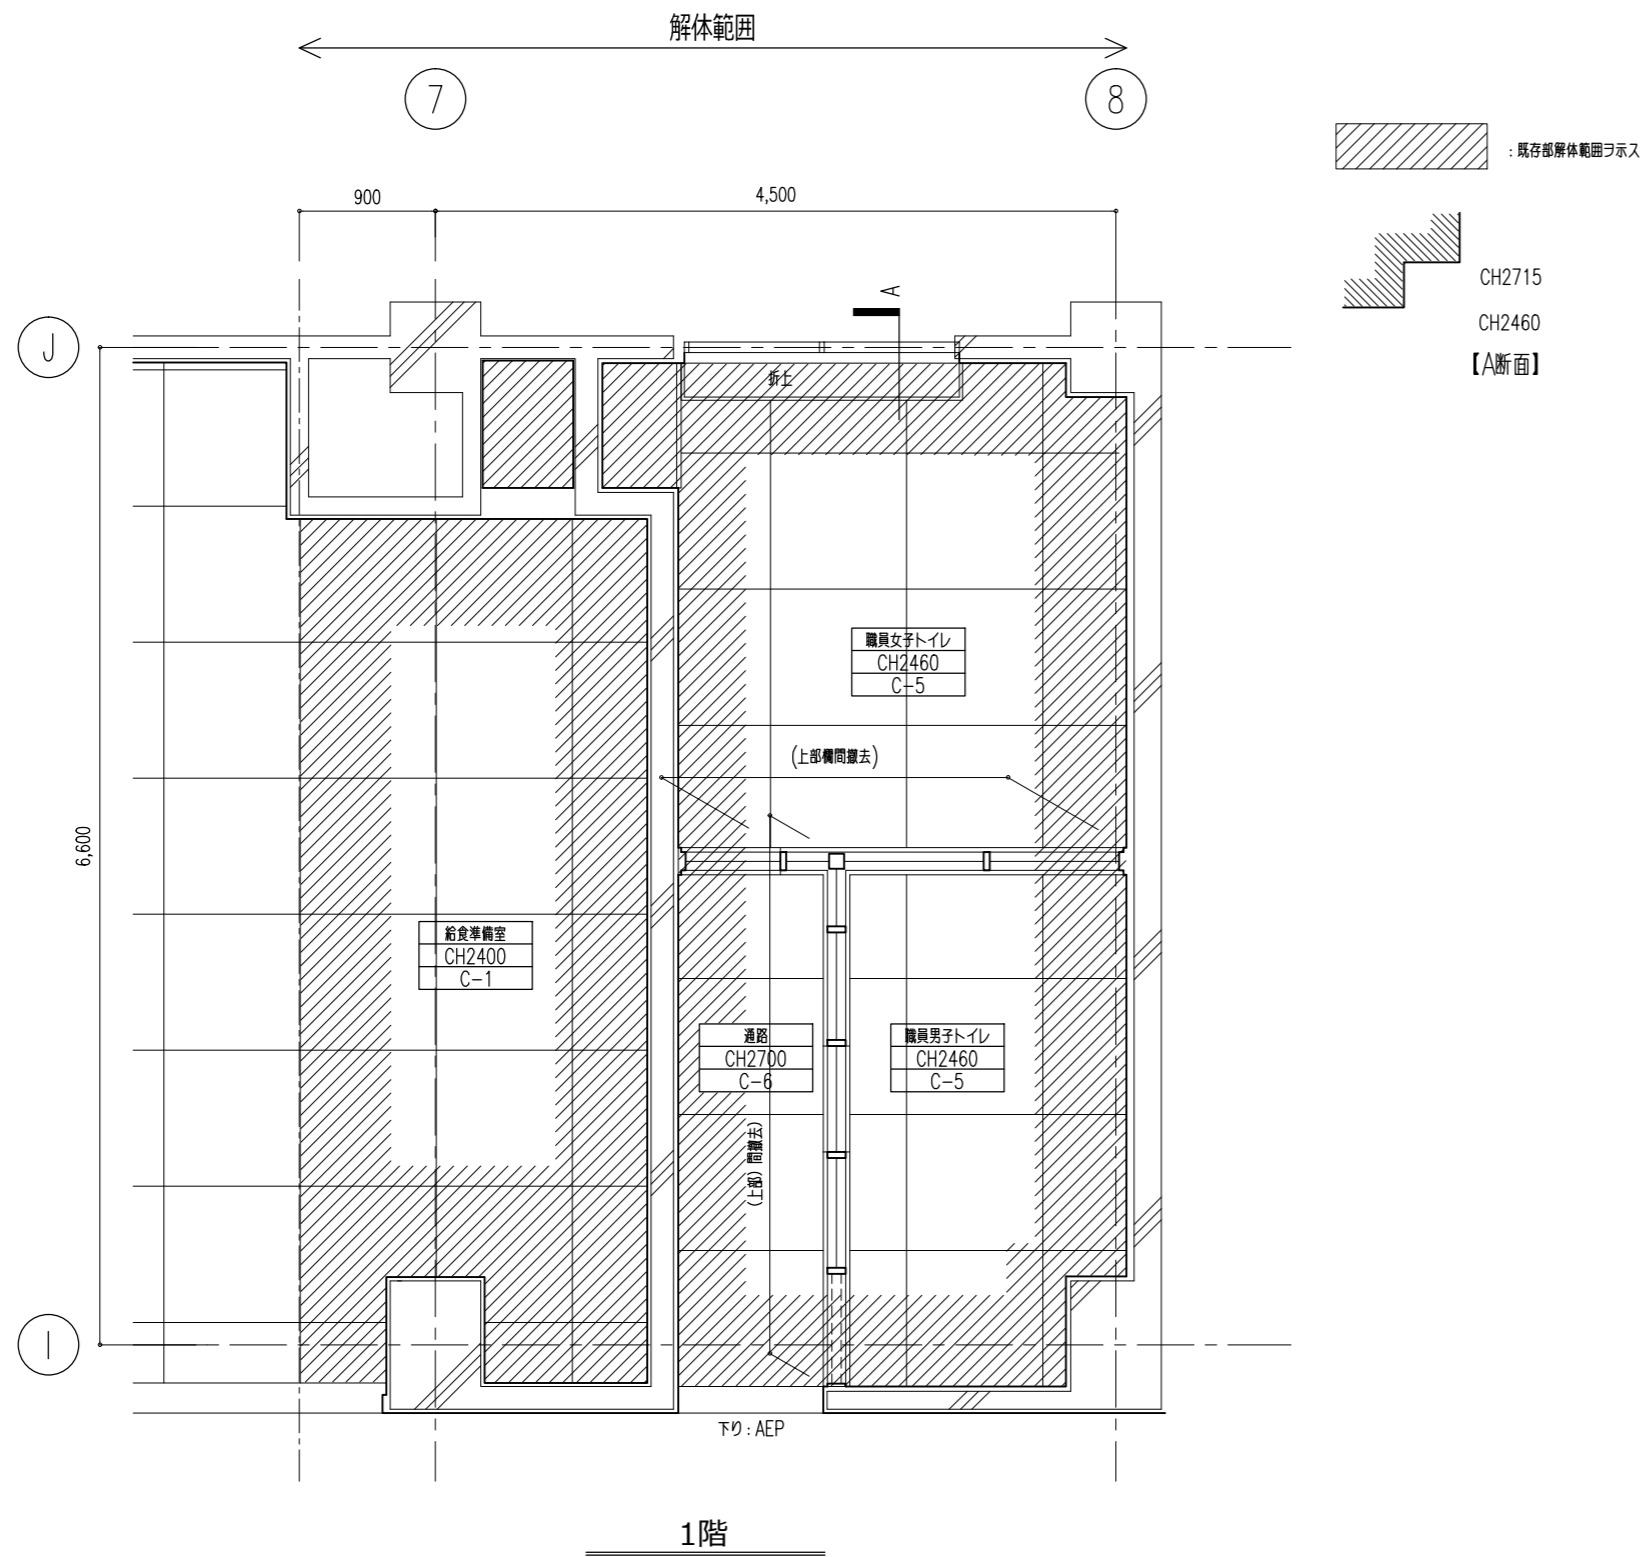 解体範囲
7
8
：既存部解体範囲ヲ示ス
900
4,500
CH2715
CH2460
【A断面】
A
J
折上
職員女子トイレ
CH2460
C-5
(上部欄間撤去)
6,600
給食準備室
CH2400
C-1
通路
CH2700
C-6
職員男子トイレ
CH2460
C-5
(上部）間撤去)
I
下り：AEP
1階